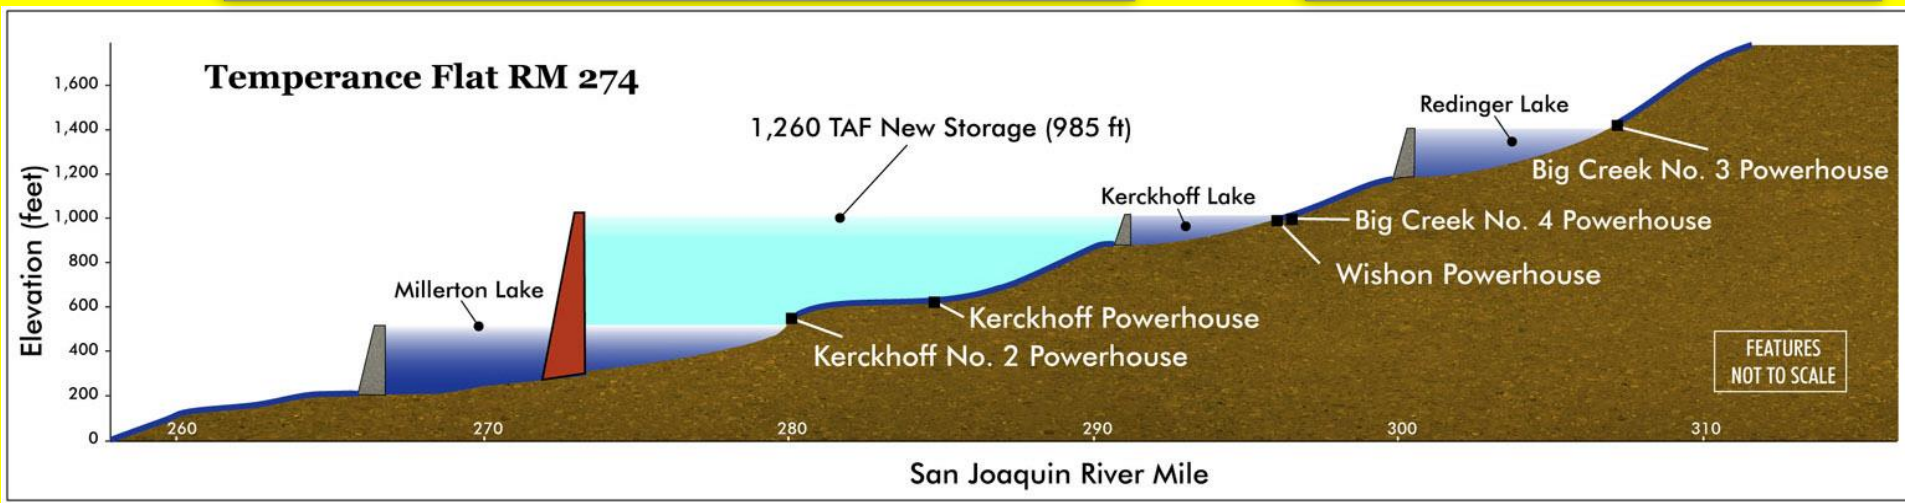 Temperance Flat RM 274
1,260 TAF New Storage (985 ft)
Redinger Lake
Big Creek No. 3 Powerhouse
Kerckhoff Lake
Big Creek No. 4 Powerhouse
Wishon Powerhouse
Millerton Lake
Kerckhoff Powerhouse
Kerckhoff No. 2 Powerhouse
FEATURES
NOT TO SCALE
Elevation (feet)
1,600
1,400
1,200
1,000
800
600
400
200
0
260 270 280 290 300 310
San Joaquin River Mile